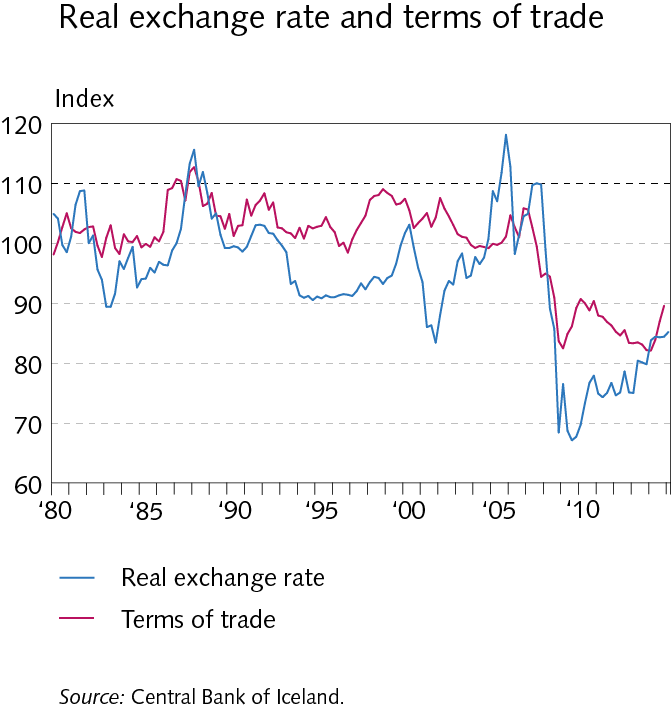 Real exchange rate and terms of trade
Index
120
110
100
90
80
70
60
‘80 ‘85 ‘90 ‘95 ‘00 ‘05 ‘10
Real exchange rate
Terms of trade
Source: Central Bank of Iceland.